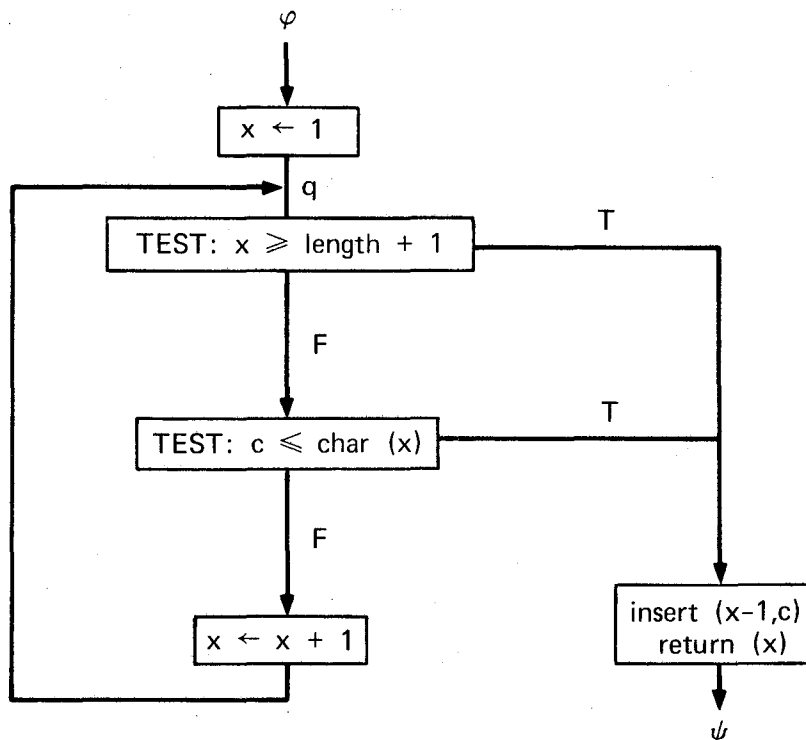 φ
x ← 1
q
TEST: x ⩾ length + 1
T
F
TEST: c ⩽ char (x)
T
F
x ← x + 1
insert (x-1,c)
return (x)
ψ